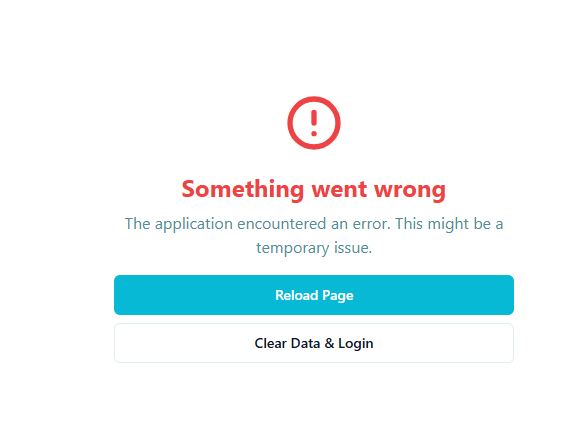 Something went wrong
The application encountered an error. This might be a
temporary issue.
Reload Page
Clear Data & Login